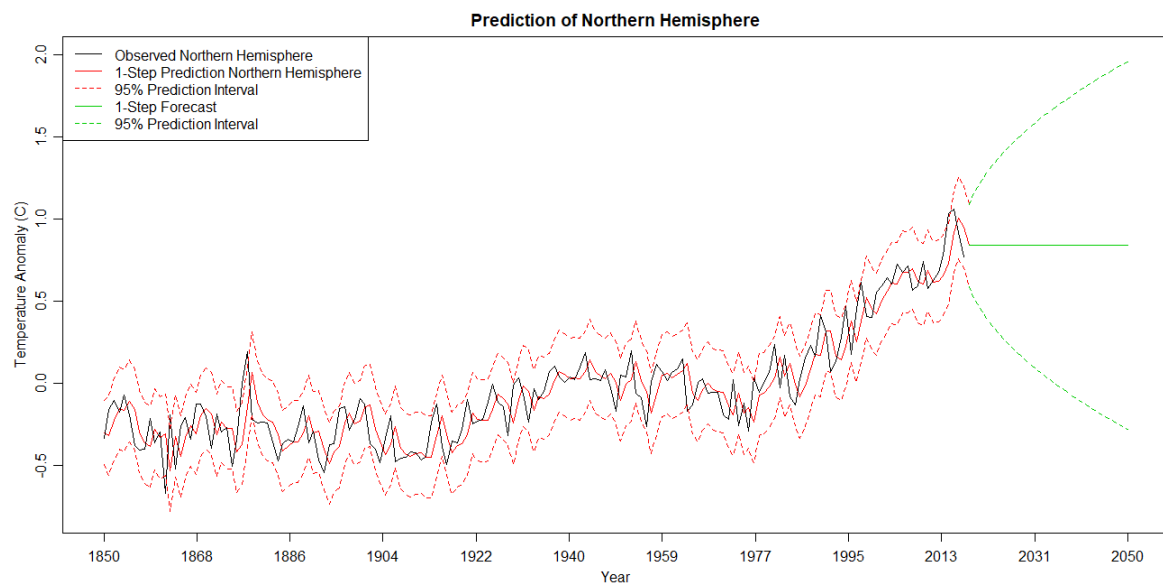 Prediction of Northern Hemisphere
Observed Northern Hemisphere
1-Step Prediction Northern Hemisphere
95% Prediction Interval
1-Step Forecast
95% Prediction Interval
Temperature Anomaly (C)
2.0
1.5
1.0
0.5
0.0
-0.5
1850 1868 1886 1904 1922 1940 1959 1977 1995 2013 2031 2050
Year